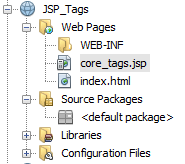 JSP_Tags
Web Pages
WEB-INF
core_tags.jsp
index.html
Source Packages
<default package>
Libraries
Configuration Files